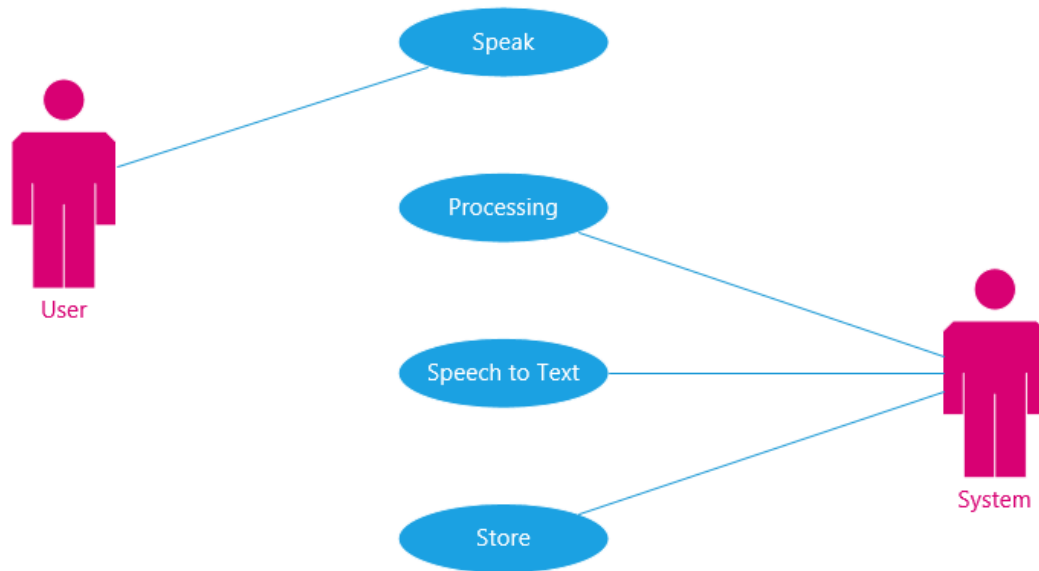 Speak
Processing
User
Speech to Text
System
Store